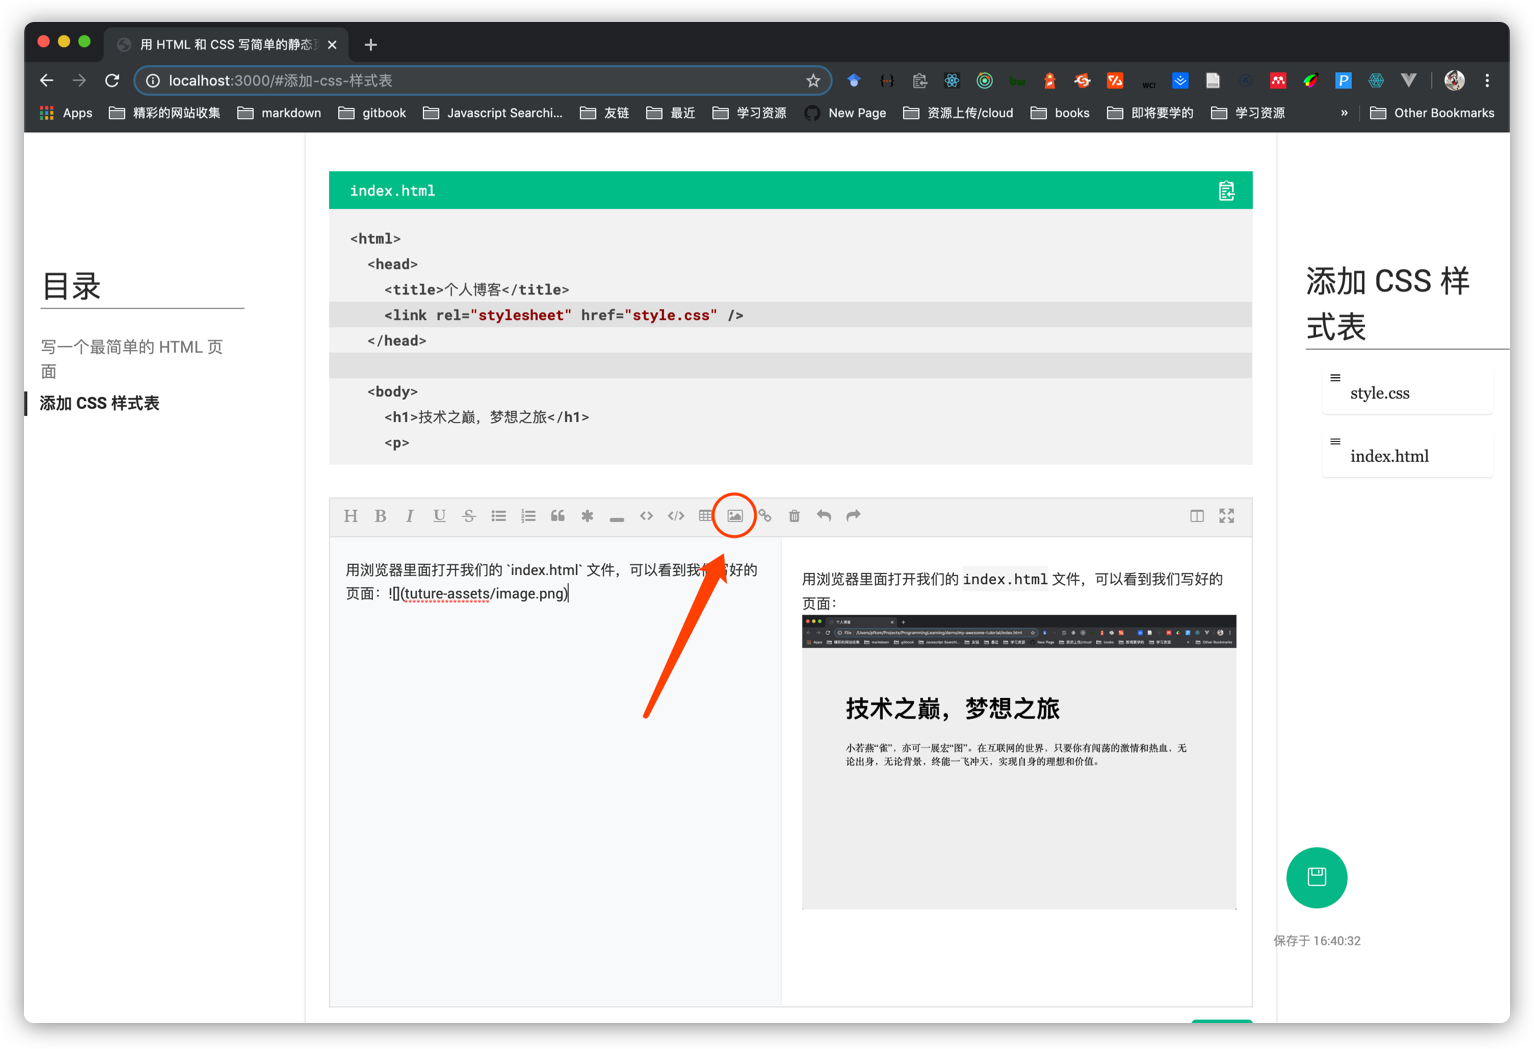 用 HTML 和 CSS 写简单的静态
localhost:3000/#添加-css-样式表
Apps
精彩的网站收集
markdown
gitbook
Javascript Searchi...
友链
最近
学习资源
New Page
资源上传/cloud
books
即将要学的
学习资源
»
Other Bookmarks
目录
写一个最简单的 HTML 页
面
添加 CSS 样式表
index.html
<html>
<head>
<title>个人博客</title>
<link rel="stylesheet" href="style.css" />
</head>
<body>
<h1>技术之巅，梦想之旅</h1>
<p>
H B I U S
用浏览器里面打开我们的 `index.html` 文件，可以看到我们写好的
页面：![](tuture-assets/image.png)
用浏览器里面打开我们的 index.html 文件，可以看到我们写好的
页面：
个人博客
技术之巅，梦想之旅
小若燕“雀”，亦可一展宏“图”。在互联网的世界，只要你有闯荡的激情和热血，无
论出身，无论背景，终能一飞冲天，实现自身的理想和价值。
添加 CSS 样
式表
style.css
index.html
保存于 16:40:32